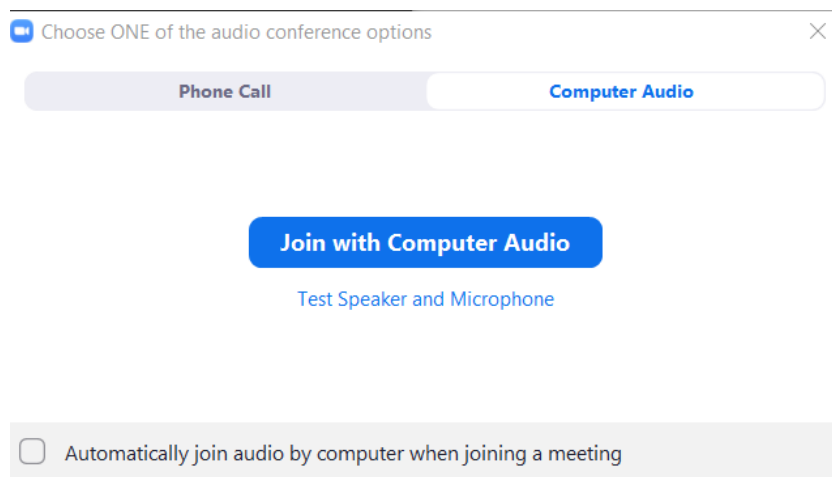 Choose ONE of the audio conference options
Phone Call Computer Audio
Join with Computer Audio
Test Speaker and Microphone
Automatically join audio by computer when joining a meeting